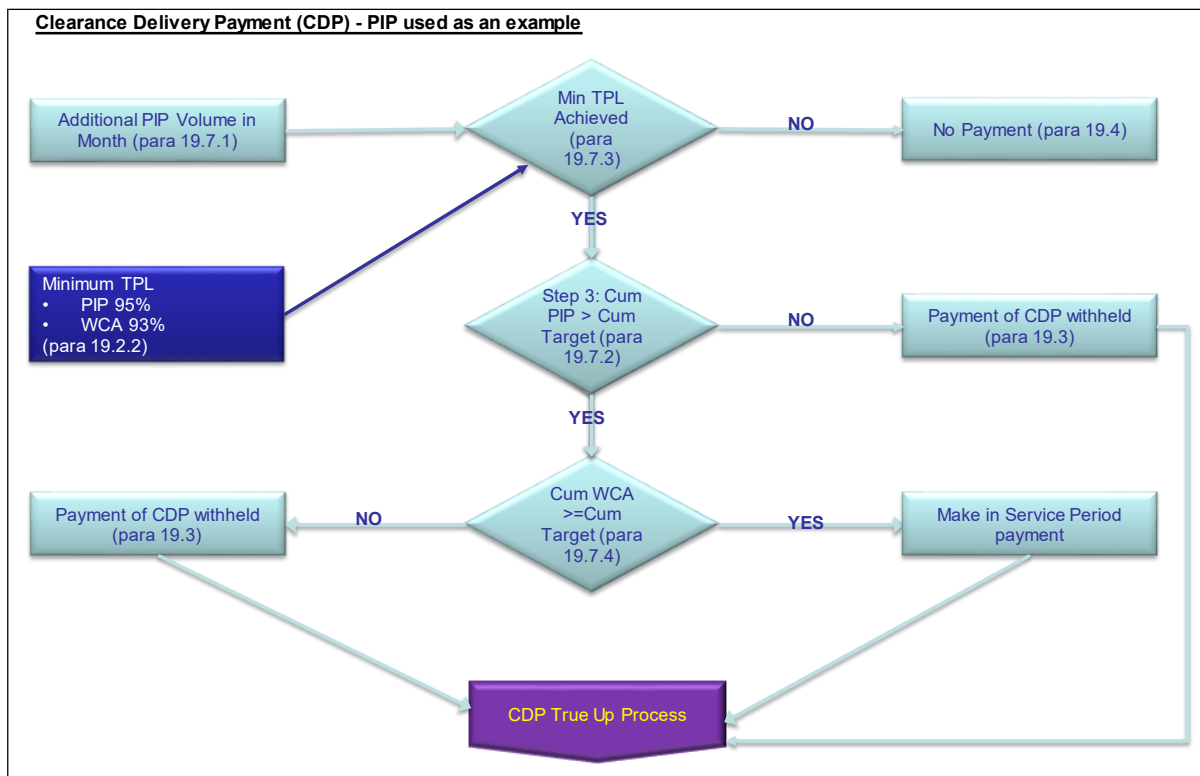 Clearance Delivery Payment (CDP) - PIP used as an example
Additional PIP Volume in
Month (para 19.7.1)
Min TPL
Achieved
(para
19.7.3)
NO
No Payment (para 19.4)
YES
Minimum TPL
• PIP 95%
• WCA 93%
(para 19.2.2)
Step 3: Cum
PIP > Cum
Target (para
19.7.2)
NO
Payment of CDP withheld
(para 19.3)
YES
Payment of CDP withheld
(para 19.3)
NO
Cum WCA
>=Cum
Target (para
19.7.4)
YES
Make in Service Period
payment
CDP True Up Process